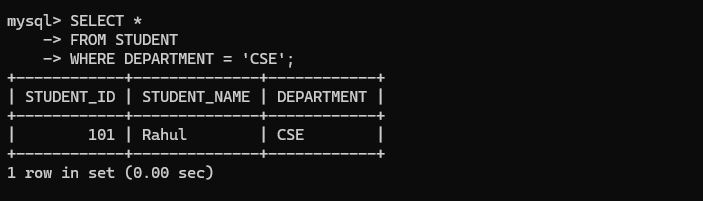 mysql> SELECT *
    -> FROM STUDENT
    -> WHERE DEPARTMENT = 'CSE';
+------------+--------------+------------+
| STUDENT_ID | STUDENT_NAME | DEPARTMENT |
+------------+--------------+------------+
|        101 | Rahul        | CSE        |
+------------+--------------+------------+
1 row in set (0.00 sec)